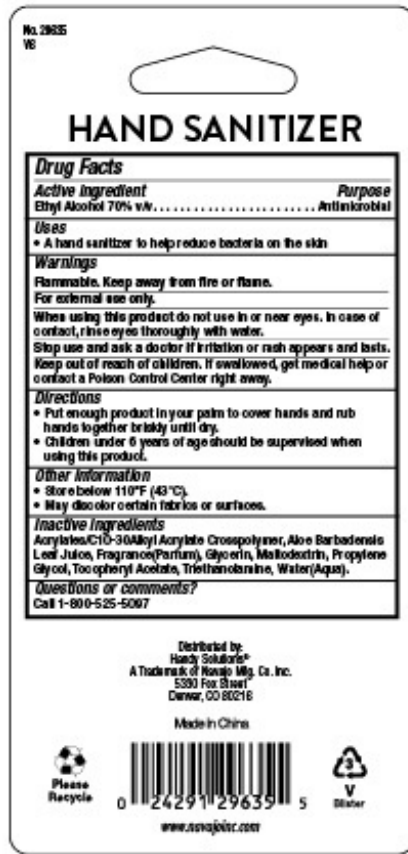 No. 29635
V6
HAND SANITIZER
Drug Facts
Active Ingredient Purpose
Ethyl Alcohol 70% v/v........................Antimicrobial
Uses
• A hand sanitizer to help reduce bacteria on the skin
Warnings
Flammable. Keep away from fire or flame.
For external use only.
When using this product do not use in or near eyes. In case of
contact, rinse eyes thoroughly with water.
Stop use and ask a doctor if irritation or rash appears and lasts.
Keep out of reach of children. If swallowed, get medical help or
contact a Poison Control Center right away.
Directions
• Put enough product in your palm to cover hands and rub
hands together briskly until dry.
• Children under 6 years of age should be supervised when
using this product.
Other Information
• Store below 110°F (43°C).
• May discolor certain fabrics or surfaces.
Inactive Ingredients
Acrylates/C10-30Alkyl Acrylate Crosspolymer, Aloe Barbadensis
Leaf Juice, Fragrance(Parfum), Glycerin, Maltodextrin, Propylene
Glycol, Tocopheryl Acetate, Triethanolamine, Water(Aqua).
Questions or comments?
Call 1-800-525-5097
Distributed by:
Handy Solutions®
A Trademark of Navajo Mfg. Co. Inc.
5330 Fox Street
Denver, CO 80216
Made in China
Please
Recycle
0 24291 29635 5
3
V
Blister
www.navajoinc.com